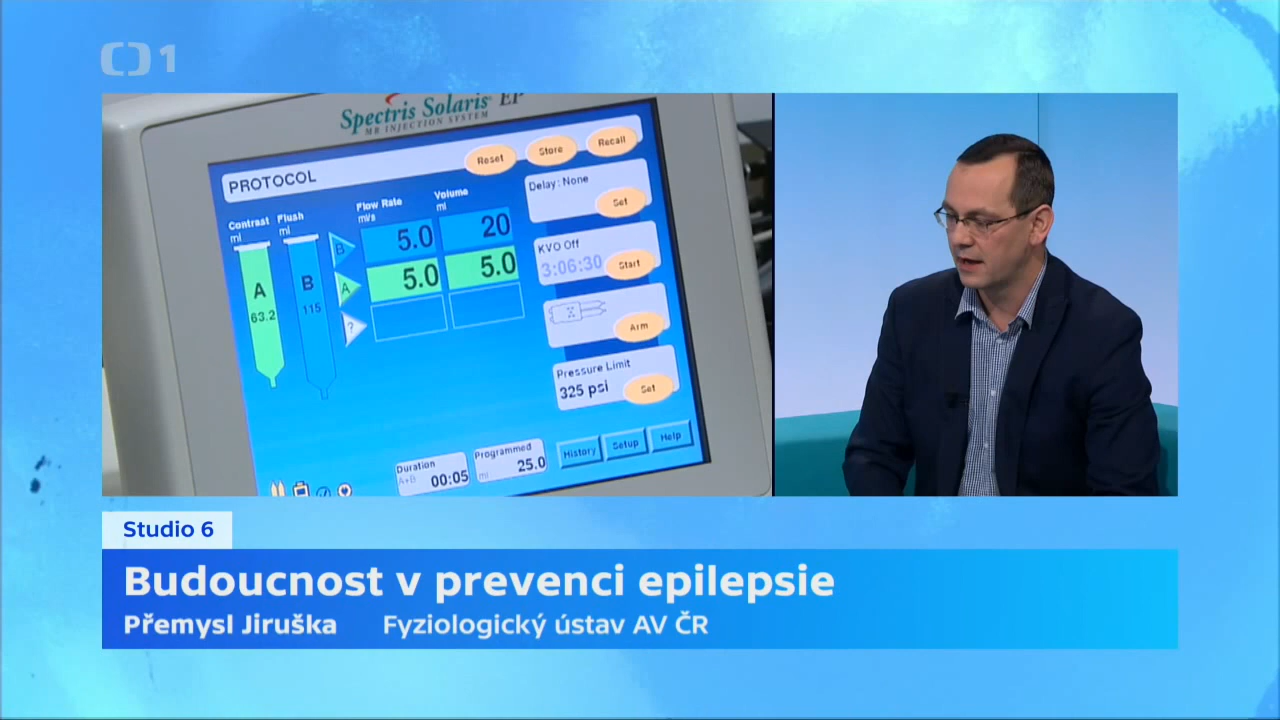 1
Spectris Solaris EP
MR INJECTION SYSTEM
PROTOCOL
Reset
Store
Recall
Contrast
ml
Flush
ml
Flow Rate
ml/s
Volume
ml
Delay: None
Set
B
5.0
20
KVO Off
3:06:30
Start
A
63.2
B
115
A
5.0
5.0
?
Arm
Pressure Limit
325 psi
Set
Duration
A+B
00:05
Programmed
ml
25.0
History
Setup
Help
Studio 6
Budoucnost v prevenci epilepsie
Přemysl Jiruška Fyziologický ústav AV ČR